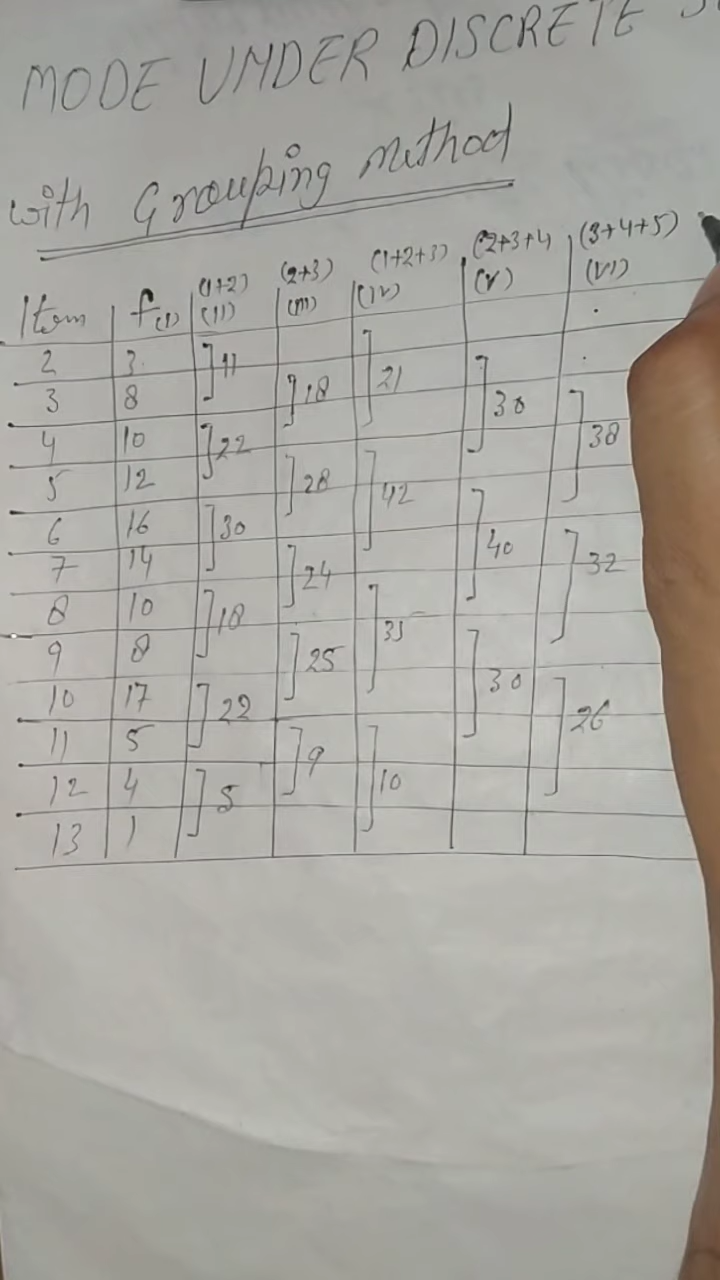 MODE UNDER DISCRETE
with Grouping Method
(1+2) (2+3) (1+2+3) (2+3+4 (3+4+5)
Item f(I) (II) (III) (IV) (V) (VI)
2 3 11 21
3 8 18 30
4 10 22 38
5 12 28 42
6 16 30 40
7 14 24 32
8 10 18 35
9 8 25 30
10 17 22 26
11 5 9
12 4 5 10
13 1